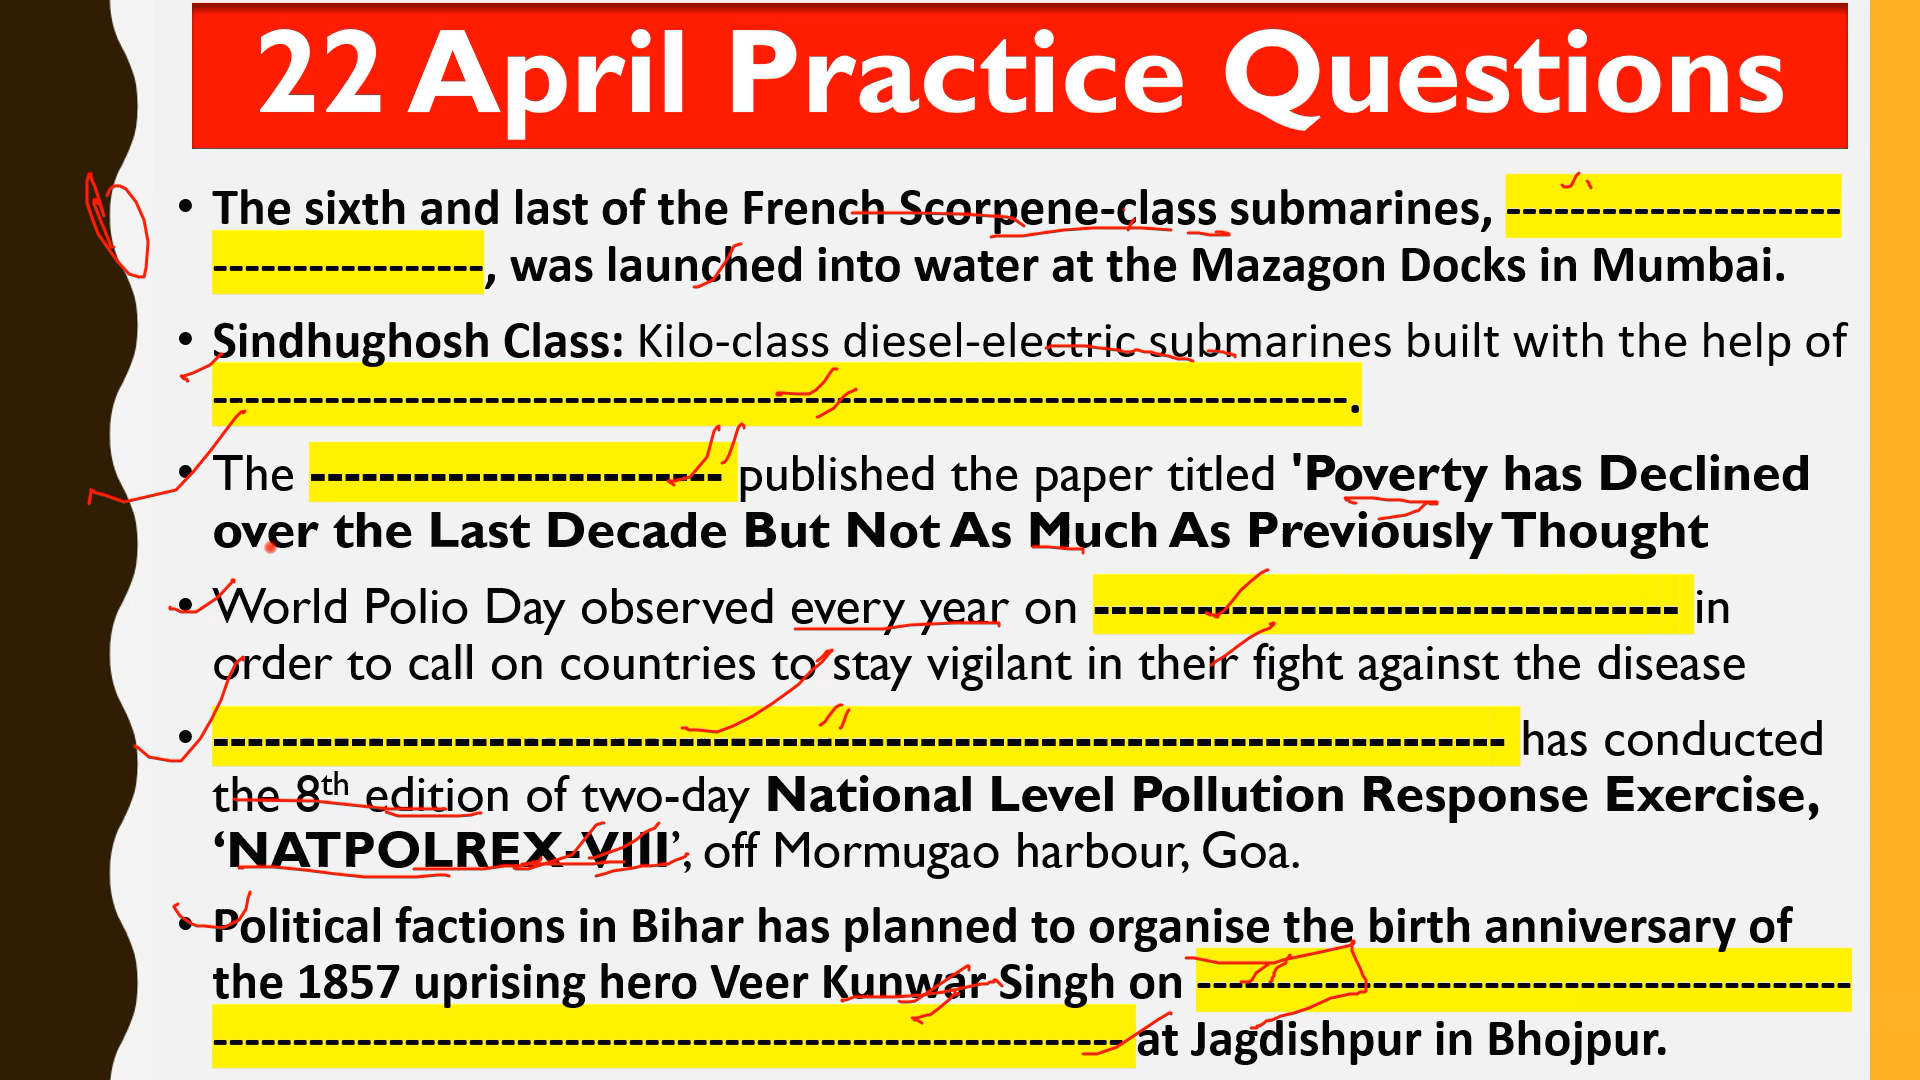 22 April Practice Questions
• The sixth and last of the French Scorpene-class submarines, ---------------------
-----------------, was launched into water at the Mazagon Docks in Mumbai.
• Sindhughosh Class: Kilo-class diesel-electric submarines built with the help of
-----------------------------------------------------------------------.
• The ------------------------ published the paper titled 'Poverty has Declined
over the Last Decade But Not As Much As Previously Thought
• World Polio Day observed every year on ---------------------------------- in
order to call on countries to stay vigilant in their fight against the disease
• --------------------------------------------------------------------------- has conducted
the 8th edition of two-day National Level Pollution Response Exercise,
‘NATPOLREX-VIII’, off Mormugao harbour, Goa.
• Political factions in Bihar has planned to organise the birth anniversary of
the 1857 uprising hero Veer Kunwar Singh on -----------------------------------------
--------------------------------------------------------- at Jagdishpur in Bhojpur.